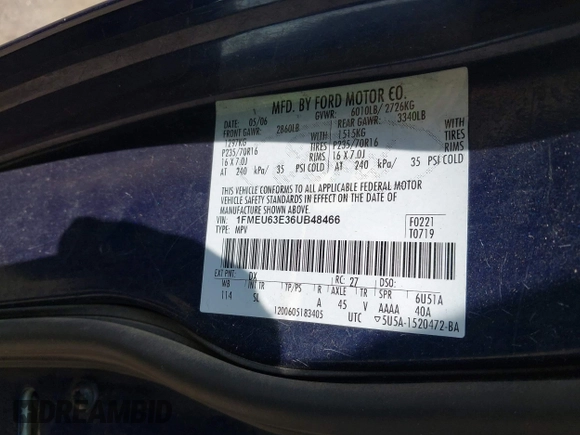 MFD. BY FORD MOTOR CO.
DATE: 05/06 GVWR: 6010LB/ 2726KG
FRONT GAWR: 2860LB REAR GAWR: 3340LB
1297KG 1515KG
P235/70R16 TIRES P235/70R16 TIRES
16 X 7.0J RIMS 16 X 7.0J RIMS
AT 240 kPa/ 35 PSI COLD AT 240 kPa/ 35 PSI COLD
THIS VEHICLE CONFORMS TO ALL APPLICABLE FEDERAL MOTOR
VEHICLE SAFETY STANDARDS IN EFFECT ON THE DATE OF
MANUFACTURE SHOWN ABOVE.
VIN: 1FMEU63E36UB48466 F0221
TYPE: MPV T0719
EXT PNT: DX RC: 27 DSO:
WB INT TR TP/PS R AXLE TR SPR 6U51A
114 SL A 45 V AAAA 40A
1200605183405 UTC ▽5U5A-1520472-BA
DREAMBID